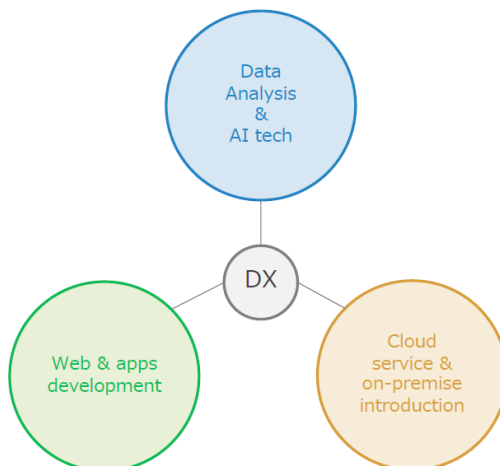 Data
Analysis
&
AI tech
DX
Web & apps
development
Cloud
service &
on-premise
introduction